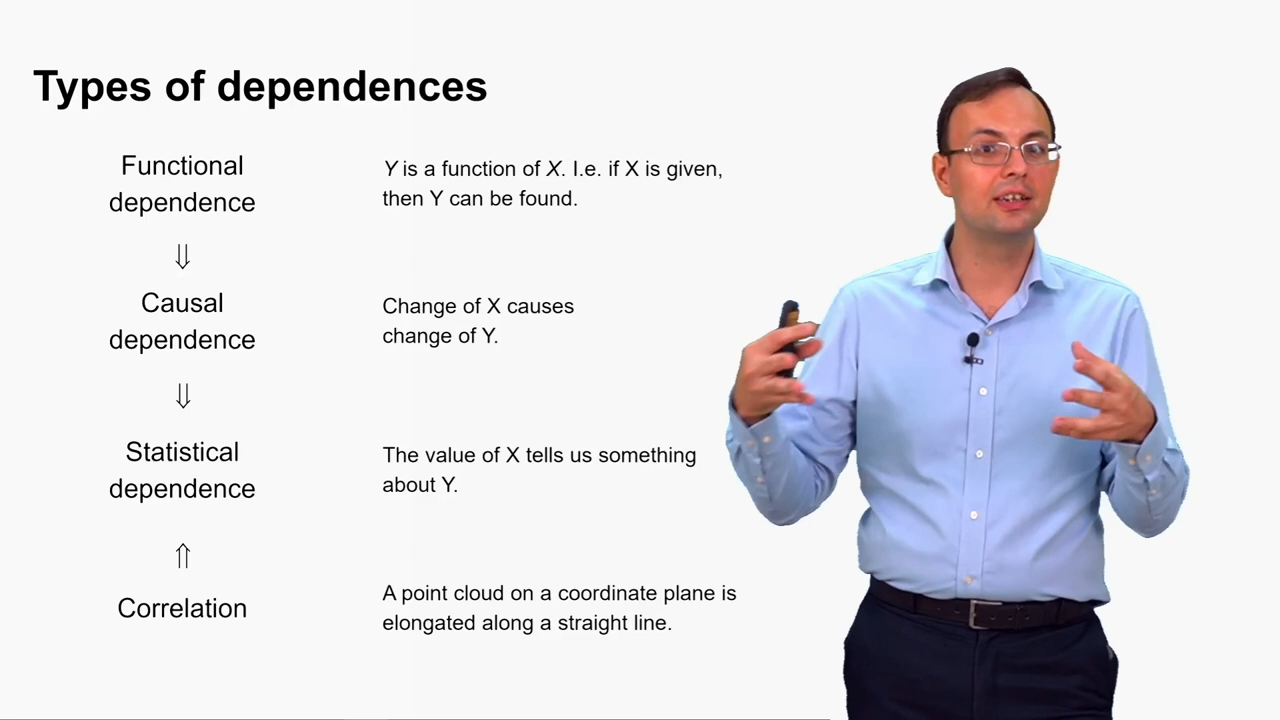 Types of dependences
Functional
dependence
Y is a function of X. I.e. if X is given,
then Y can be found.
⇓
Causal
dependence
Change of X causes
change of Y.
⇓
Statistical
dependence
The value of X tells us something
about Y.
⇑
Correlation
A point cloud on a coordinate plane is
elongated along a straight line.